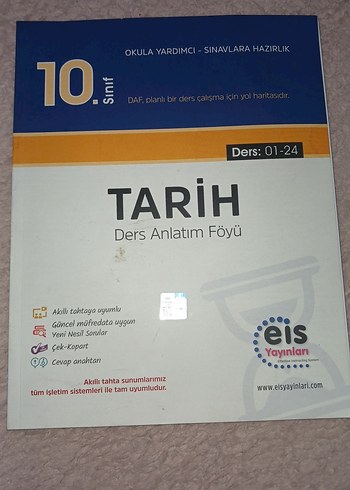 OKULA YARDIMCI - SINAVLARA HAZIRLIK
10. Sınıf
DAF, planlı bir ders çalışma için yol haritasıdır.
Ders: 01-24
TARİH
Ders Anlatım Föyü
Akıllı tahtaya uyumlu
Güncel müfredata uygun
Yeni Nesil Sorular
Çek-Kopart
Cevap anahtarı
eis
Yayınları
Akıllı tahta sunumlarımız
tüm işletim sistemleri ile tam uyumludur.
www.eisyayinlari.com